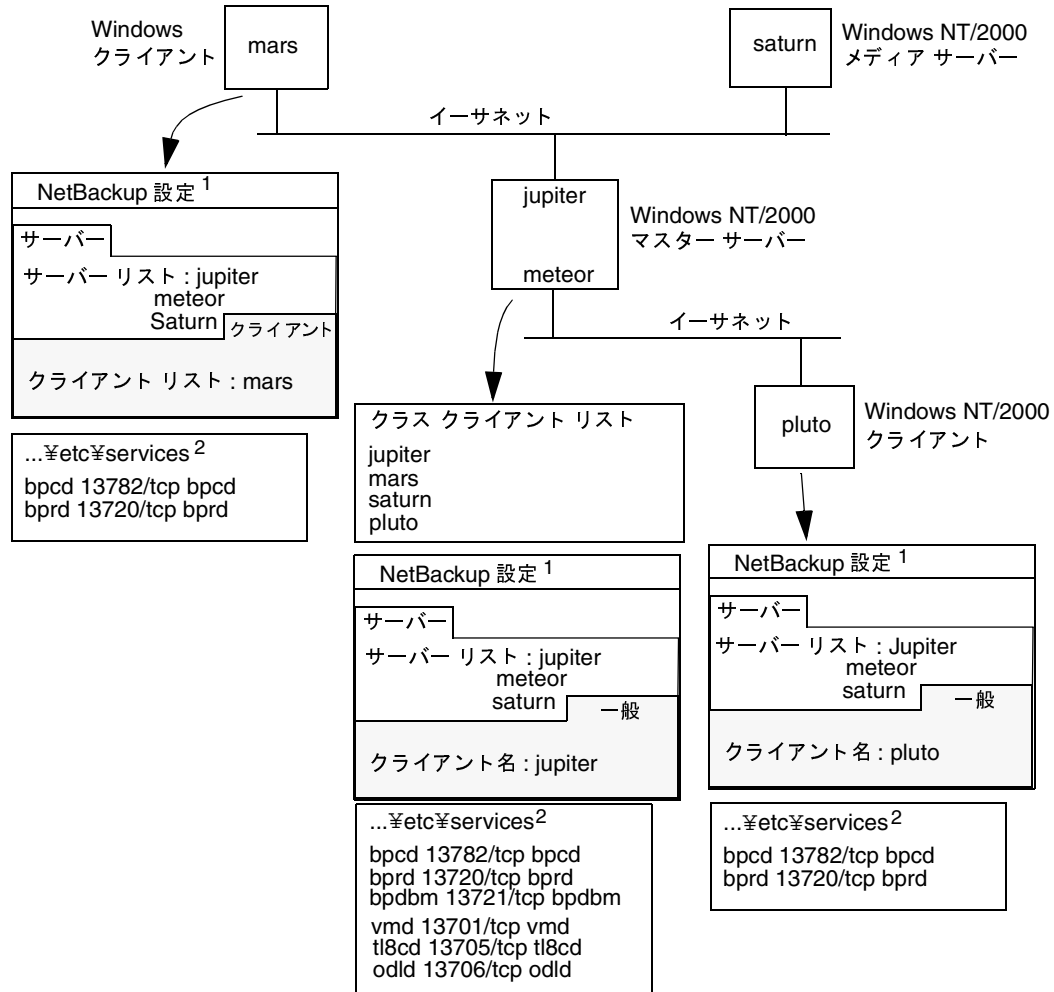 Windows
クライアント
mars
saturn
Windows NT/2000
メディア サーバー
イーサネット
NetBackup 設定 1
サーバー
サーバー リスト : jupiter
meteor
Saturn
クライアント
クライアント リスト : mars
...¥etc¥services 2
bpcd 13782/tcp bpcd
bprd 13720/tcp bprd
jupiter
meteor
Windows NT/2000
マスター サーバー
イーサネット
クラス クライアント リスト
jupiter
mars
saturn
pluto
pluto
Windows NT/2000
クライアント
NetBackup 設定 1
サーバー
サーバー リスト : jupiter
meteor
saturn
一般
クライアント名 : jupiter
...¥etc¥services2
bpcd 13782/tcp bpcd
bprd 13720/tcp bprd
bpdbm 13721/tcp bpdbm
vmd 13701/tcp vmd
tl8cd 13705/tcp tl8cd
odld 13706/tcp odld
NetBackup 設定 1
サーバー
サーバー リスト : Jupiter
meteor
saturn
一般
クライアント名 : pluto
...¥etc¥services2
bpcd 13782/tcp bpcd
bprd 13720/tcp bprd